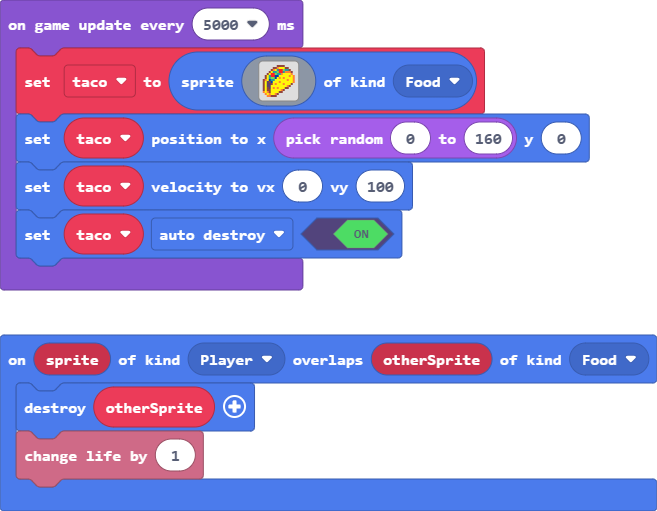 on game update every 5000 ms
set taco to sprite of kind Food
set taco position to x pick random 0 to 160 y 0
set taco velocity to vx 0 vy 100
set taco auto destroy ON
on sprite of kind Player overlaps otherSprite of kind Food
destroy otherSprite
change life by 1